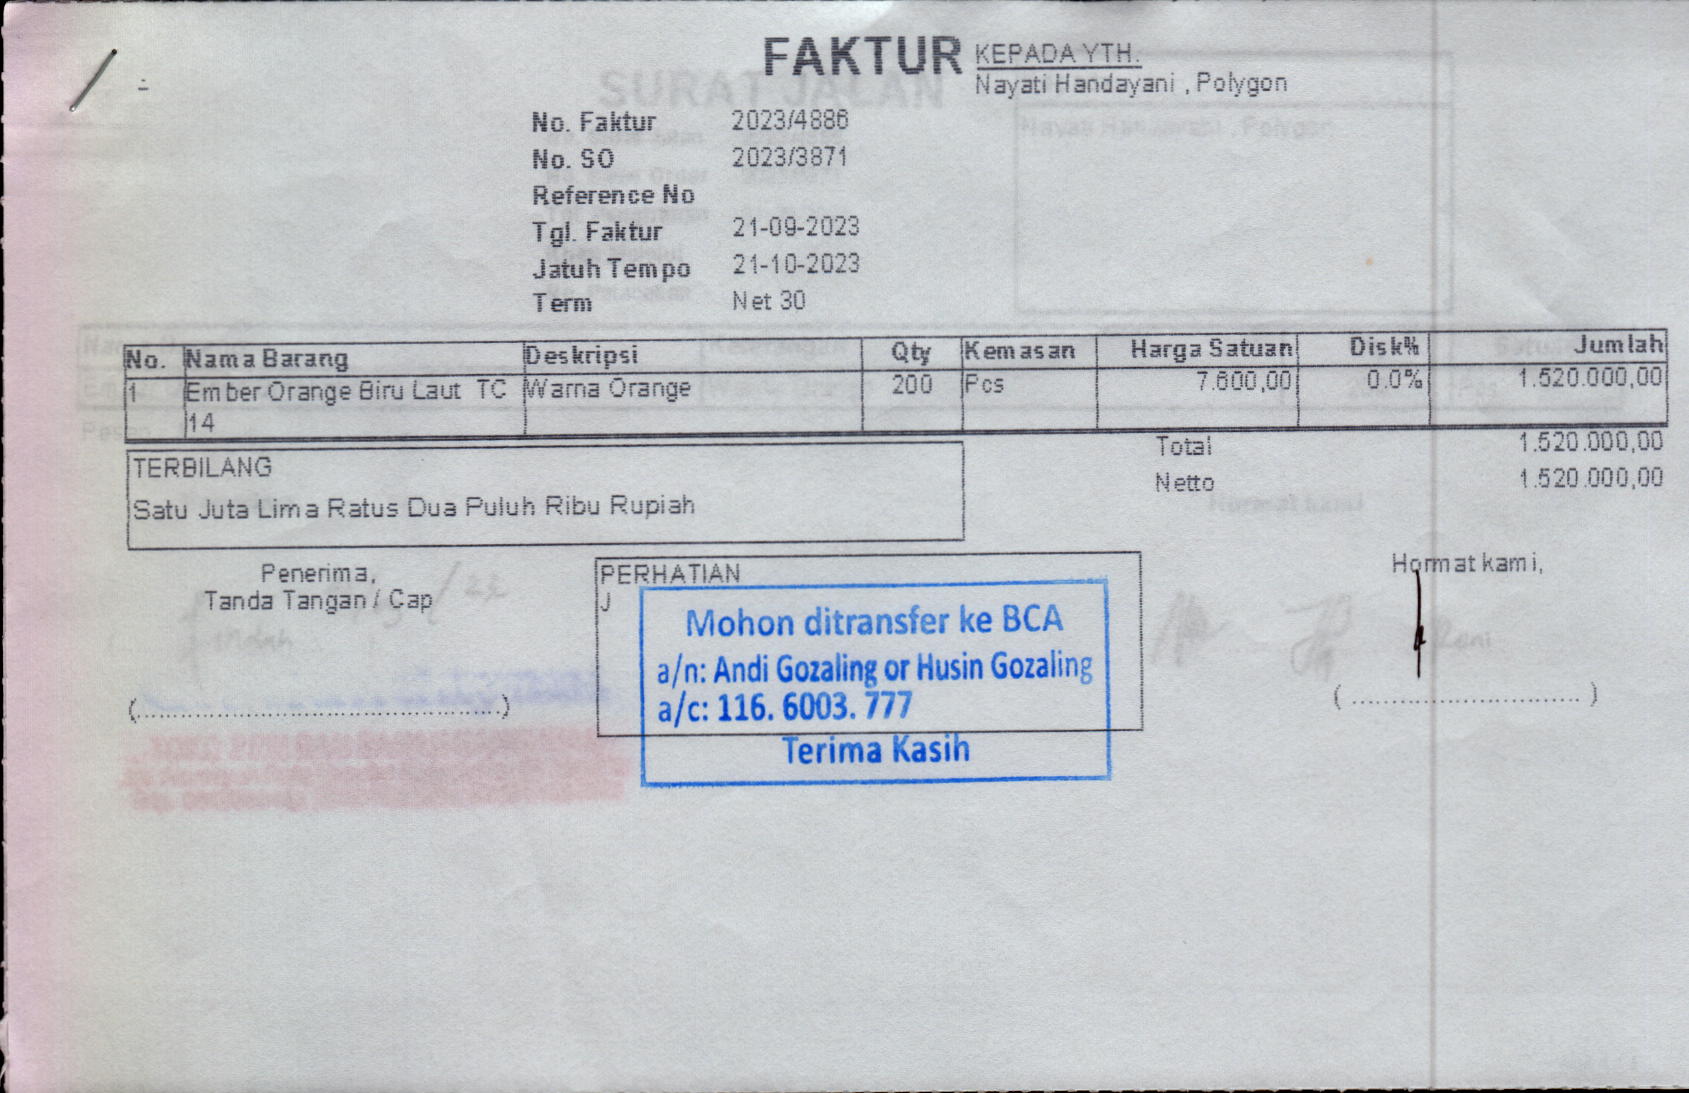 FAKTUR
KEPADA YTH.
Nayati Handayani , Polygon
SURAT JALAN
No. Faktur 2023/4886
No. SO 2023/3871
Reference No
Tgl. Faktur 21-09-2023
Jatuh Tempo 21-10-2023
Term Net 30
No. Nama Barang Deskripsi Qty Kemasan Harga Satuan Disk% Jumlah
1 Ember Orange Biru Laut TC Warna Orange 200 Pcs 7.600,00 0.0% 1.520.000,00
14
Total 1.520.000,00
Netto 1.520.000,00
TERBILANG
Satu Juta Lima Ratus Dua Puluh Ribu Rupiah
Penerima,
Tanda Tangan / Cap
(................................................)
PERHATIAN
J
Mohon ditransfer ke BCA
a/n: Andi Gozaling or Husin Gozaling
a/c: 116. 6003. 777
Terima Kasih
Hormat kami,
( .............................. )